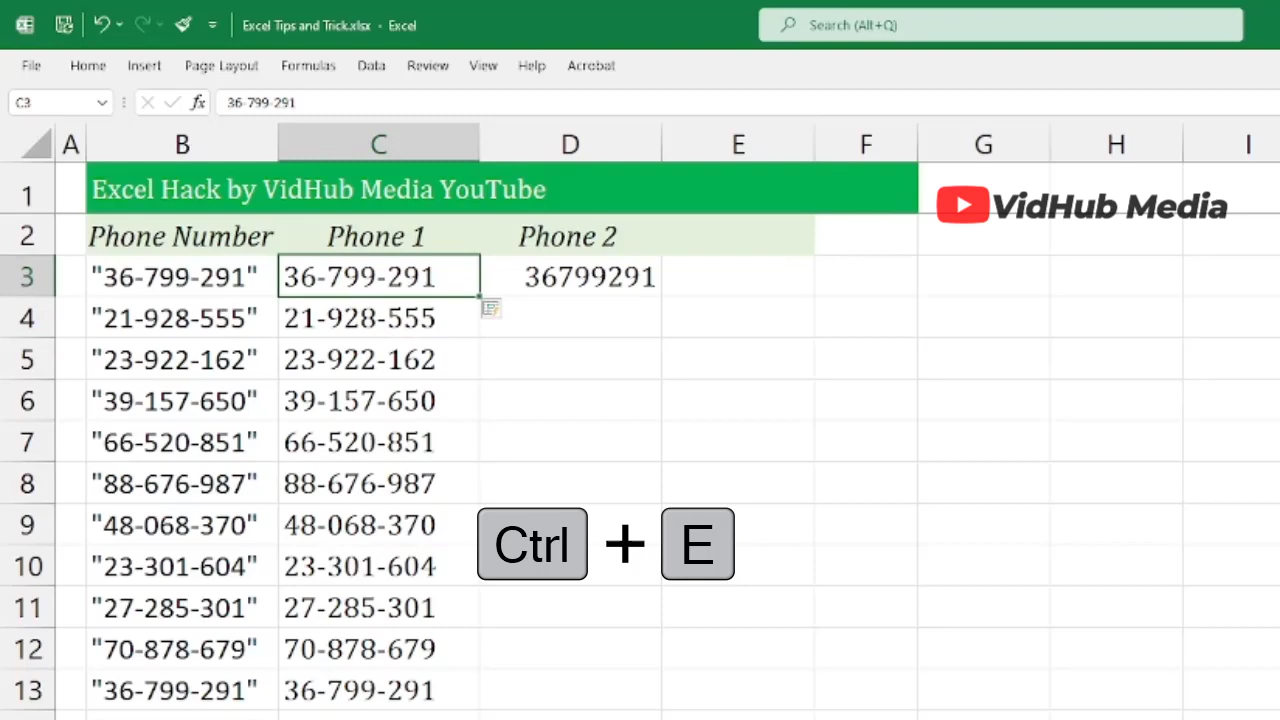 Excel Tips and Trick.xlsx - Excel
Search (Alt+Q)
File Home Insert Page Layout Formulas Data Review View Help Acrobat
C3 fx 36-799-291
A B C D E F G H I
1 Excel Hack by VidHub Media YouTube
VidHub Media
2 Phone Number Phone 1 Phone 2
3 "36-799-291" 36-799-291 36799291
4 "21-928-555" 21-928-555
5 "23-922-162" 23-922-162
6 "39-157-650" 39-157-650
7 "66-520-851" 66-520-851
8 "88-676-987" 88-676-987
9 "48-068-370" 48-068-370
Ctrl + E
10 "23-301-604" 23-301-604
11 "27-285-301" 27-285-301
12 "70-878-679" 70-878-679
13 "36-799-291" 36-799-291